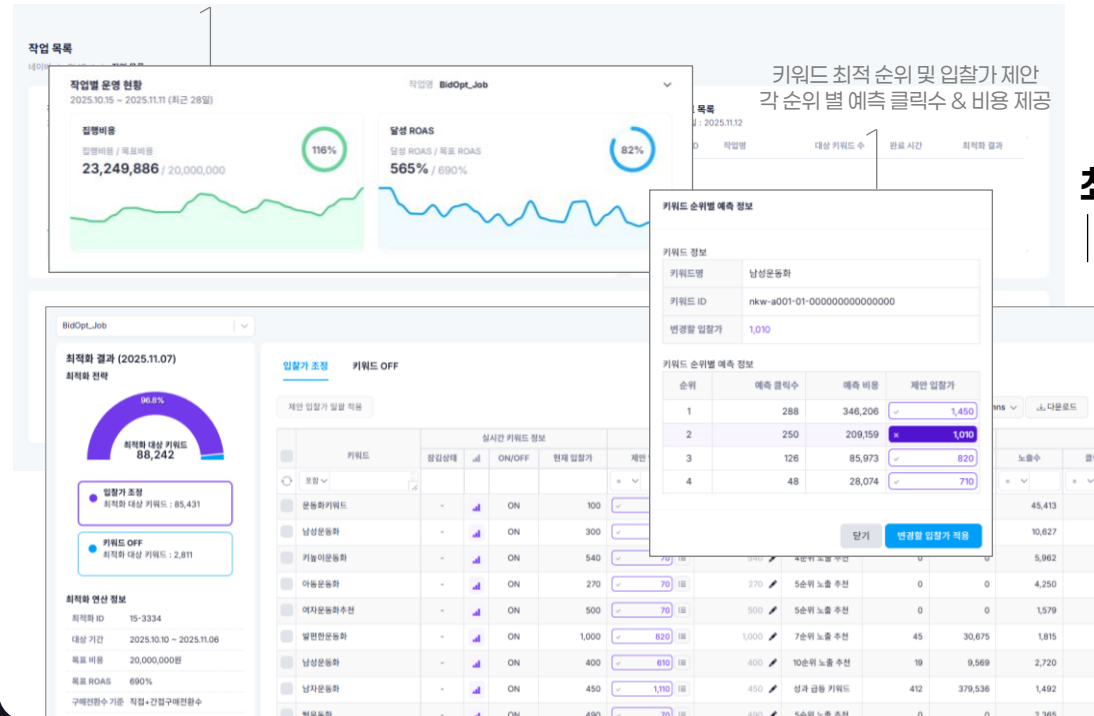 작업 목록
작업별 운영 현황
2025.10.15 ~ 2025.11.11 (최근 28일)
작업명 BidOpt_Job
집행비용
집행비용 / 목표비용
23,249,886 / 20,000,000
116%
달성 ROAS
달성 ROAS / 목표 ROAS
565% / 690%
82%
키워드 최적 순위 및 입찰가 제안
각 순위 별 예측 클릭수 & 비용 제공
목록
: 2025.11.12
작업명 대상 키워드 수 완료 시간 최적화 결과
키워드 순위별 예측 정보
키워드 정보
키워드명 남성운동화
키워드 ID nkw-a001-01-000000000000000
변경할 입찰가 1,010
키워드 순위별 예측 정보
순위 예측 클릭수 예측 비용 제안 입찰가
1 288 346,206 1,450
2 250 209,159 1,010
3 126 85,973 820
4 48 28,074 710
닫기 변경할 입찰가 적용
BidOpt_Job
최적화 결과 (2025.11.07)
최적화 전략
96.8%
최적화 대상 키워드
88,242
입찰가 조정
최적화 대상 키워드 : 85,431
키워드 OFF
최적화 대상 키워드 : 2,811
최적화 연산 정보
최적화 ID 15-3334
대상 기간 2025.10.10 ~ 2025.11.06
목표 비용 20,000,000원
목표 ROAS 690%
구매전환수 기준 직접+간접구매전환수
입찰가 조정 키워드 OFF
제안 입찰가 일괄 적용
다운로드
실시간 키워드 정보
키워드 잠김상태 ON/OFF 현재 입찰가 제안 노출수
포함
운동화키워드 - ON 100 45,413
남성운동화 - ON 300 10,627
키높이운동화 - ON 540 70 540 4순위 노출 추천 0 0 5,962
아동운동화 - ON 270 70 270 5순위 노출 추천 0 0 4,250
여자운동화추천 - ON 500 70 500 5순위 노출 추천 0 0 1,579
발편한운동화 - ON 1,000 820 1,000 7순위 노출 추천 45 30,675 1,815
남성운동화 - ON 400 610 400 10순위 노출 추천 19 9,569 2,720
남자운동화 - ON 450 1,110 450 성과 급등 키워드 412 379,536 1,492
ON 490 70 490 5순위 노출 추천 0 0 2,365